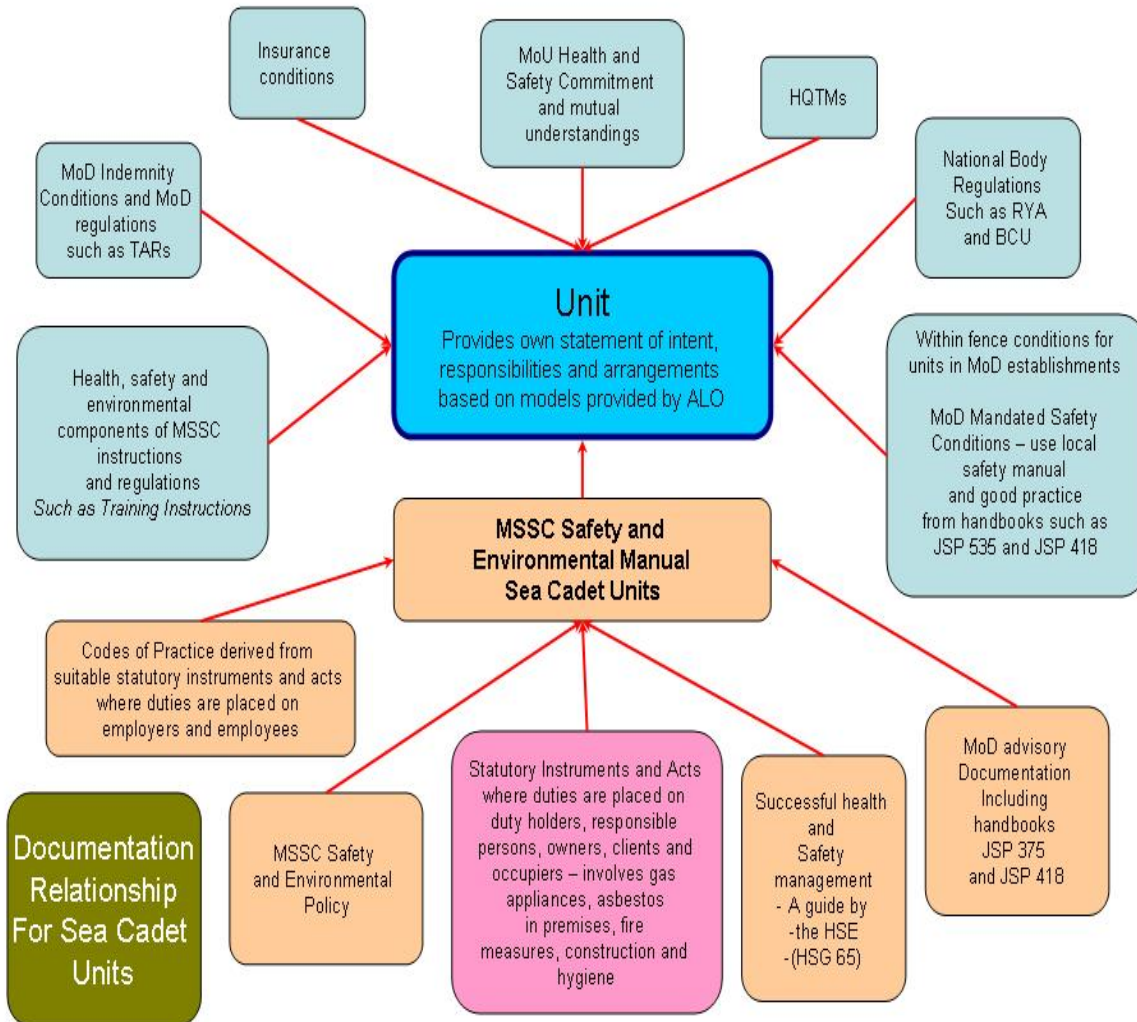 Insurance
conditions
MoU Health and
Safety Commitment
and mutual
understandings
HQTMs
MoD Indemnity
Conditions and MoD
regulations
such as TARs
National Body
Regulations
Such as RYA
and BCU
Unit
Provides own statement of intent,
responsibilities and arrangements
based on models provided by ALO
Health, safety and
environmental
components of MSSC
instructions
and regulations
Such as Training Instructions
Within fence conditions for
units in MoD establishments
MoD Mandated Safety
Conditions – use local
safety manual
and good practice
from handbooks such as
JSP 535 and JSP 418
MSSC Safety and
Environmental Manual
Sea Cadet Units
Codes of Practice derived from
suitable statutory instruments and acts
where duties are placed on
employers and employees
MSSC Safety
and Environmental
Policy
Statutory Instruments and Acts
where duties are placed on
duty holders, responsible
persons, owners, clients and
occupiers – involves gas
appliances, asbestos
in premises, fire
measures, construction and
hygiene
Successful health
and
Safety
management
- A guide by
-the HSE
-(HSG 65)
MoD advisory
Documentation
Including
handbooks
JSP 375
and JSP 418
Documentation
Relationship
For Sea Cadet
Units